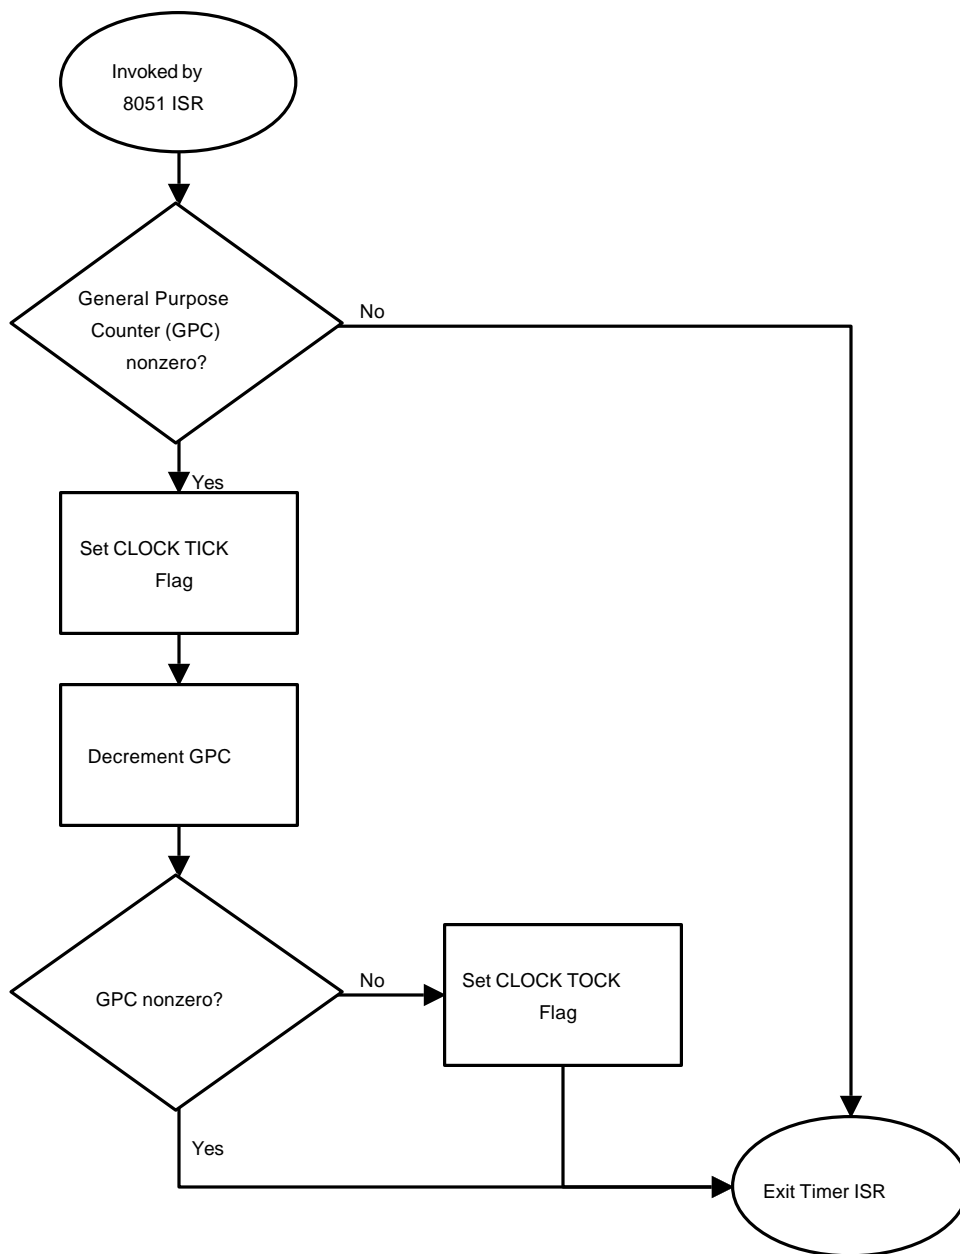 Invoked by
8051 ISR
General Purpose
Counter (GPC)
nonzero?
No
Yes
Set CLOCK TICK
Flag
Decrement GPC
GPC nonzero?
No
Set CLOCK TOCK
Flag
Yes
Exit Timer ISR